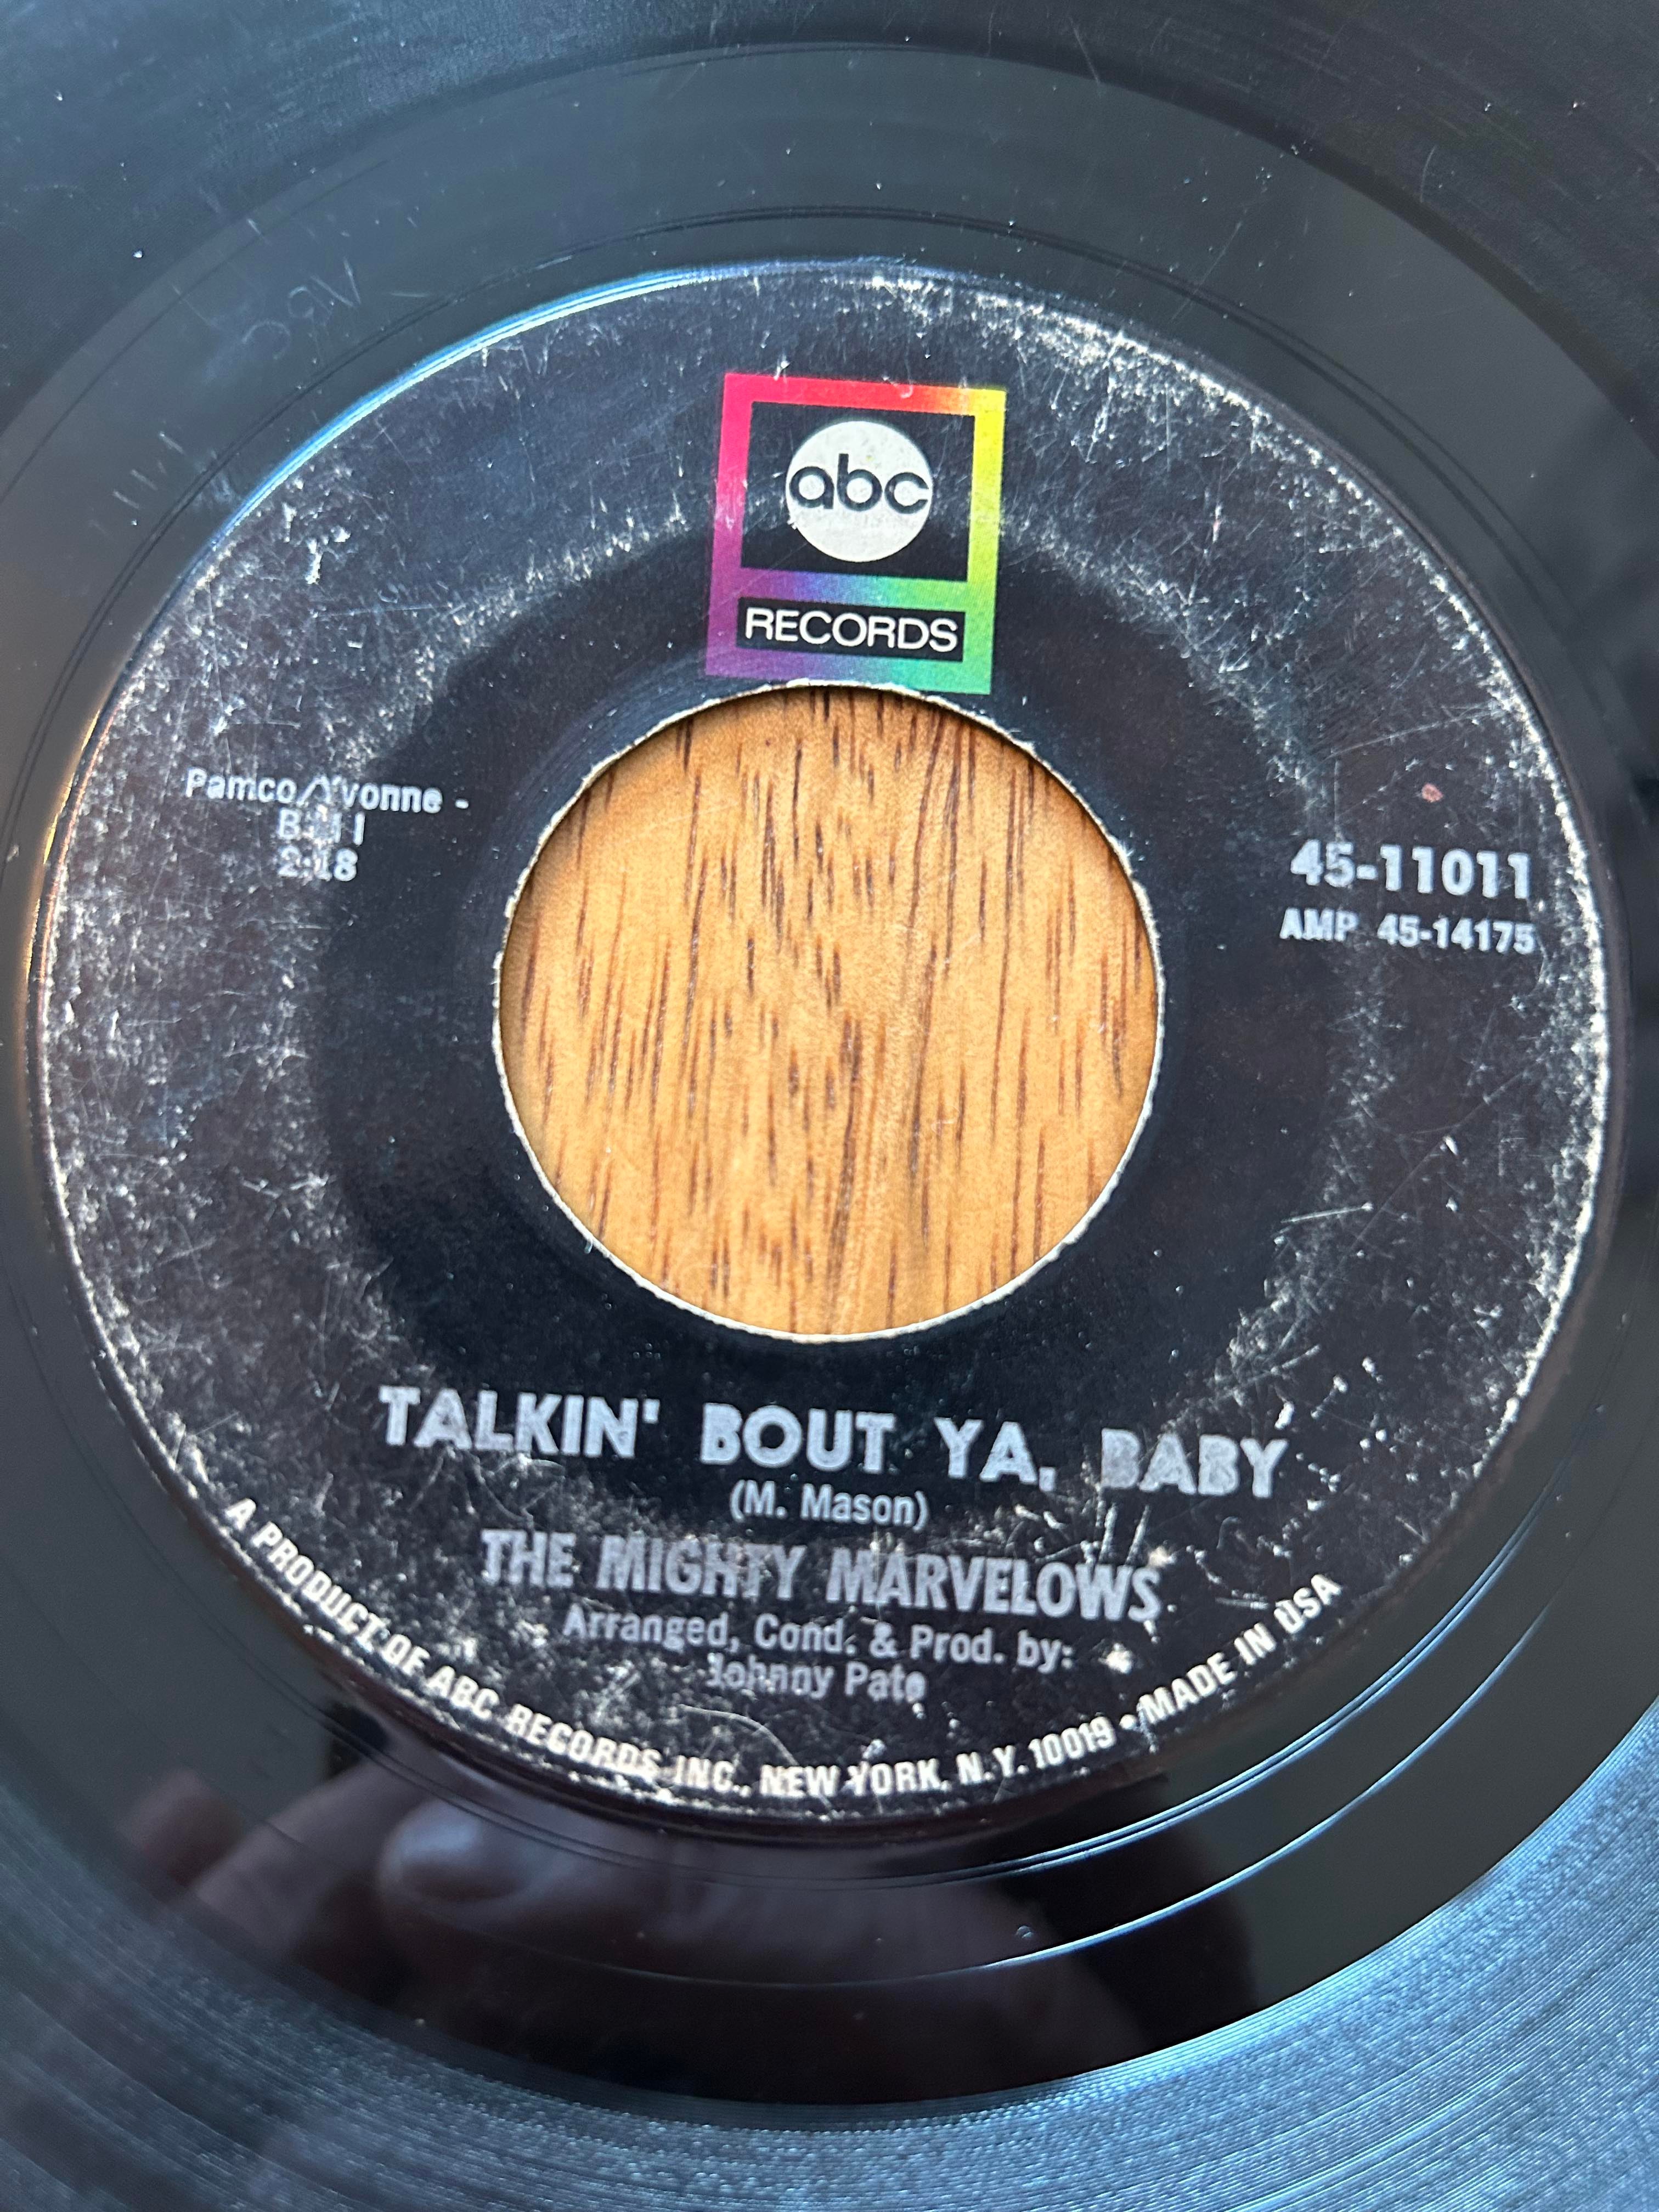 abc
RECORDS
Pamco/Yvonne -
BMI
2:18
45-11011
AMP 45-14175
TALKIN' BOUT YA, BABY
(M. Mason)
THE MIGHTY MARVELOWS
Arranged, Cond. & Prod. by:
Johnny Pate
A PRODUCT OF ABC RECORDS, INC., NEW YORK, N.Y. 10019 • MADE IN USA